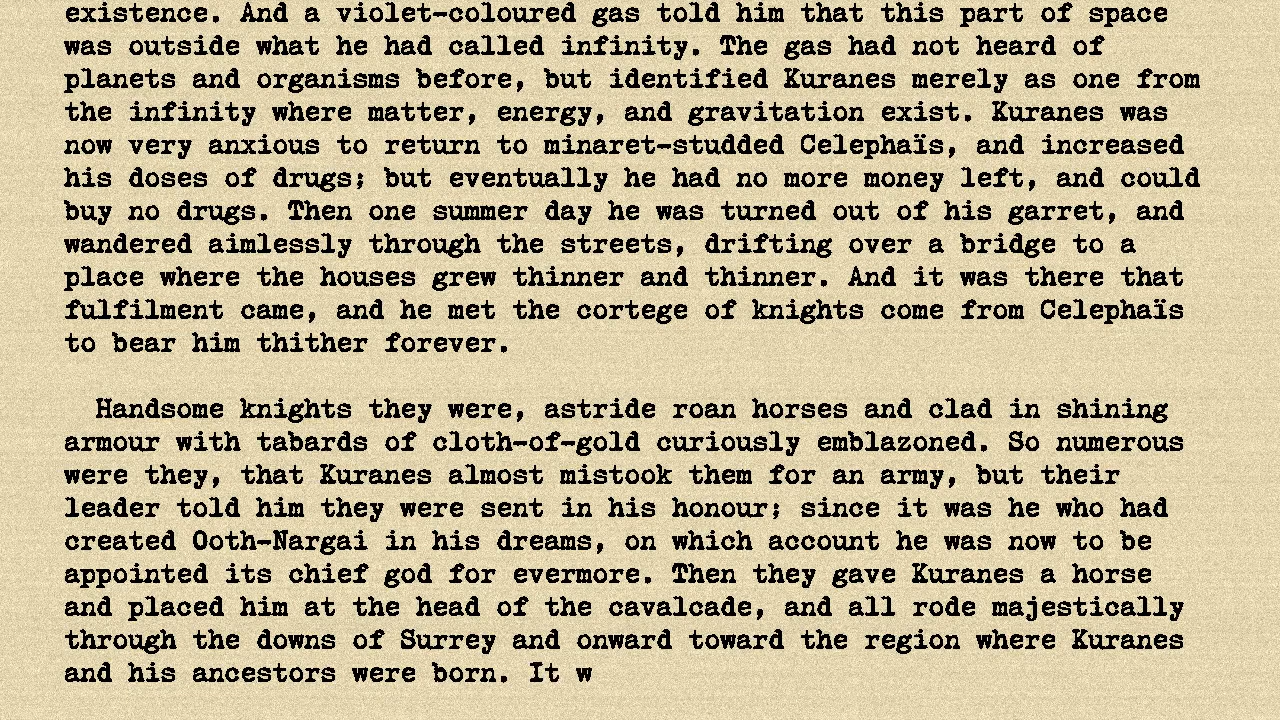 existence. And a violet-coloured gas told him that this part of space
was outside what he had called infinity. The gas had not heard of
planets and organisms before, but identified Kuranes merely as one from
the infinity where matter, energy, and gravitation exist. Kuranes was
now very anxious to return to minaret-studded Celephaïs, and increased
his doses of drugs; but eventually he had no more money left, and could
buy no drugs. Then one summer day he was turned out of his garret, and
wandered aimlessly through the streets, drifting over a bridge to a
place where the houses grew thinner and thinner. And it was there that
fulfilment came, and he met the cortege of knights come from Celephaïs
to bear him thither forever.
Handsome knights they were, astride roan horses and clad in shining
armour with tabards of cloth-of-gold curiously emblazoned. So numerous
were they, that Kuranes almost mistook them for an army, but their
leader told him they were sent in his honour; since it was he who had
created Ooth-Nargai in his dreams, on which account he was now to be
appointed its chief god for evermore. Then they gave Kuranes a horse
and placed him at the head of the cavalcade, and all rode majestically
through the downs of Surrey and onward toward the region where Kuranes
and his ancestors were born. It w